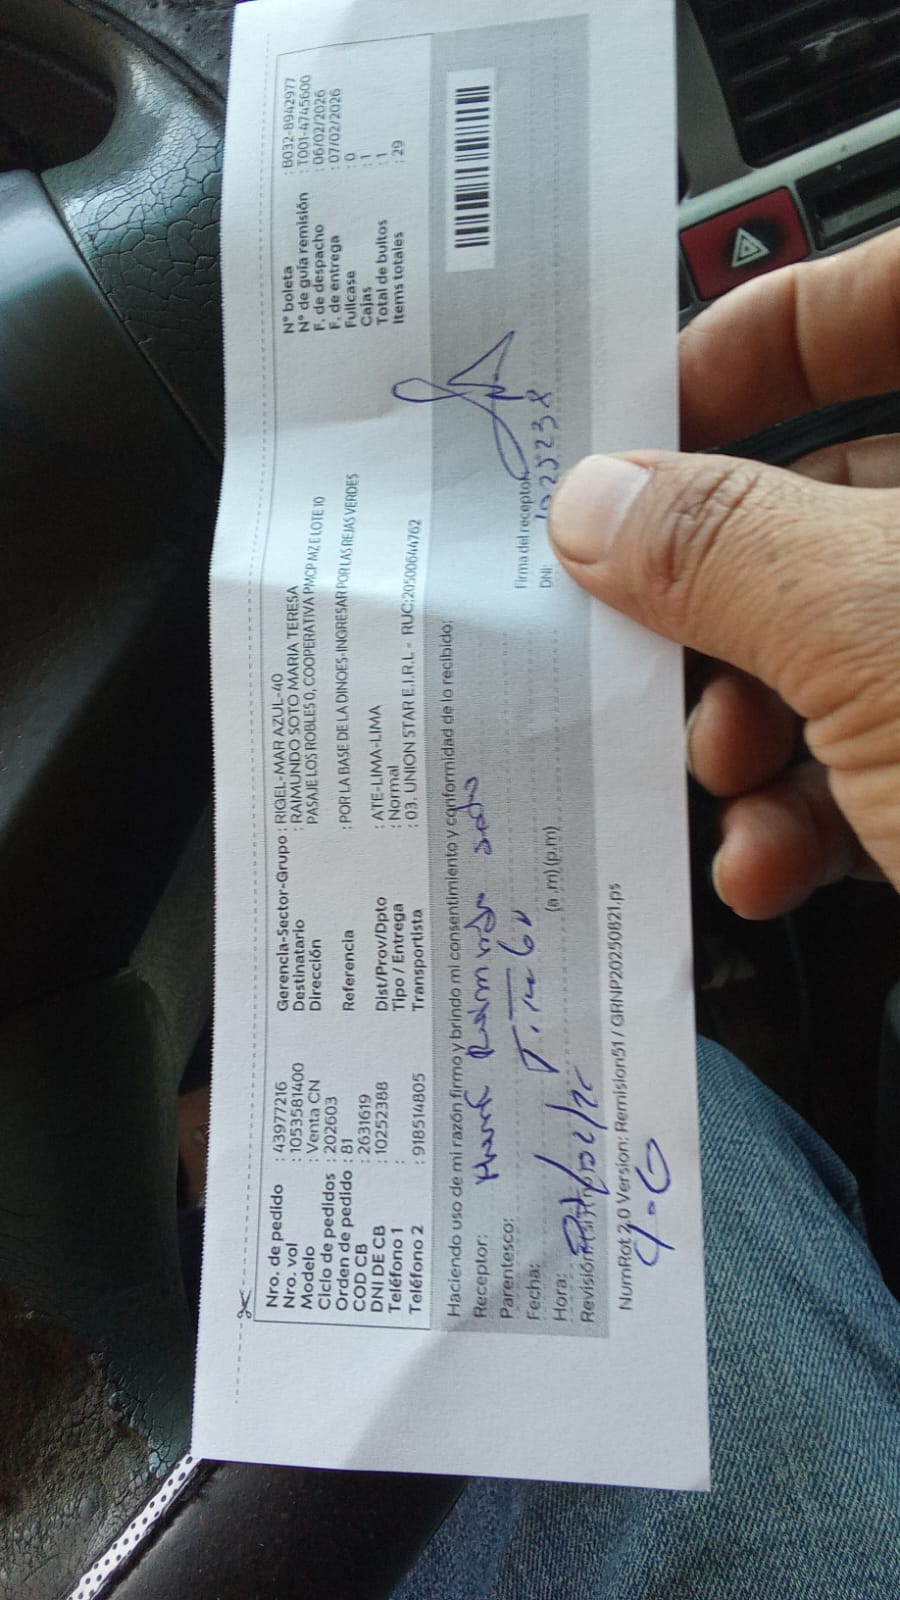 Nro. de pedido : 43977216
Nro. vol : 1053581400
Modelo : Venta CN
Ciclo de pedidos : 202603
Orden de pedido : 81
COD CB : 2631619
DNI DE CB : 10252388
Teléfono 1 :
Teléfono 2 : 918514805
Gerencia-Sector-Grupo : RIGEL-MAR AZUL-40
Destinatario : RAIMUNDO SOTO MARIA TERESA
Dirección PASAJE LOS ROBLES 0, COOPERATIVA PMCP MZ E LOTE 10
Referencia : POR LA BASE DE LA DINOES-INGRESAR POR LAS REJAS VERDES
Dist/Prov/Dpto : ATE-LIMA-LIMA
Tipo / Entrega : Normal
Transportista : 03. UNION STAR E.I.R.L - RUC:20500644762
N° boleta : B032-8942977
N° de guía remisión : T001-4745600
F. de despacho : 06/02/2026
F. de entrega : 07/02/2026
Fullcase : 0
Cajas : 1
Total de bultos : 1
Items totales : 29
Haciendo uso de mi razón firmo y brindo mi consentimiento y conformidad de lo recibido:
Receptor: Soto
Parentesco:
Fecha:
Hora: (a .m)(p.m)
Firma del receptor
DNI: 1025238
NumRot 2.0 Version: Remision51 / GRNP20250821.ps